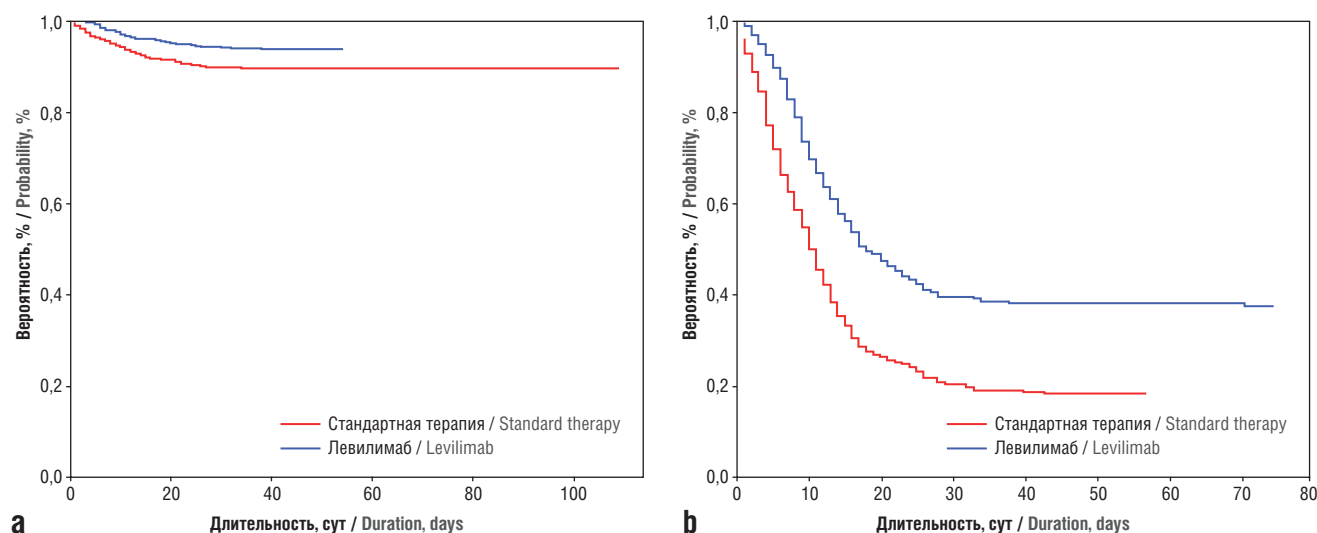 1,0
0,8
0,6
0,4
0,2
0,0
Вероятность, % / Probability, %
Стандартная терапия / Standard therapy
Левилимаб / Levilimab
0 20 40 60 80 100
Длительность, сут / Duration, days
a
1,0
0,8
0,6
0,4
0,2
0,0
Вероятность, % / Probability, %
Стандартная терапия / Standard therapy
Левилимаб / Levilimab
0 10 20 30 40 50 60 70 80
Длительность, сут / Duration, days
b